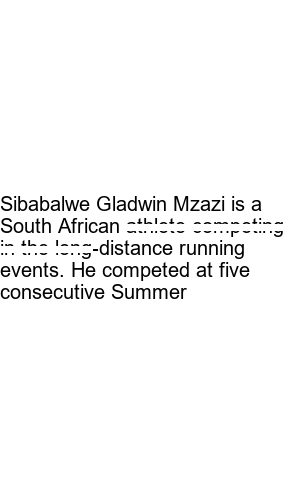 Sibabalwe Gladwin Mzazi is a
South African athlete competing
in the long-distance running
events. He competed at five
consecutive Summer